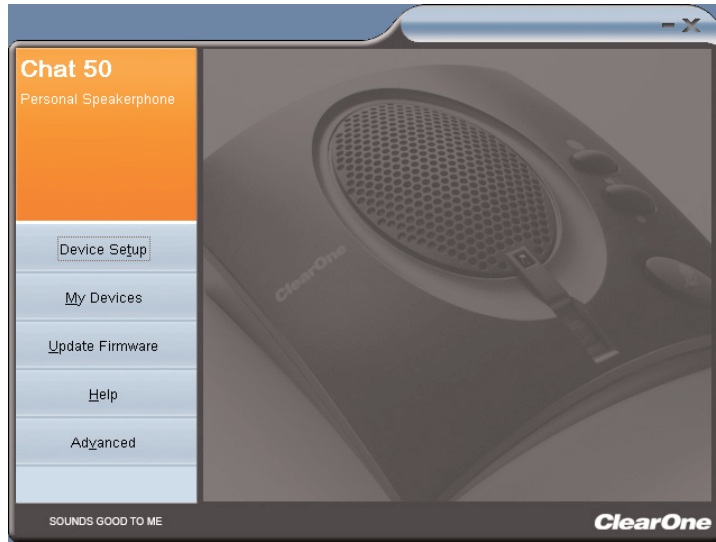 Chat 50
Personal Speakerphone
Device Setup
My Devices
Update Firmware
Help
Advanced
ClearOne
SOUNDS GOOD TO ME
ClearOne